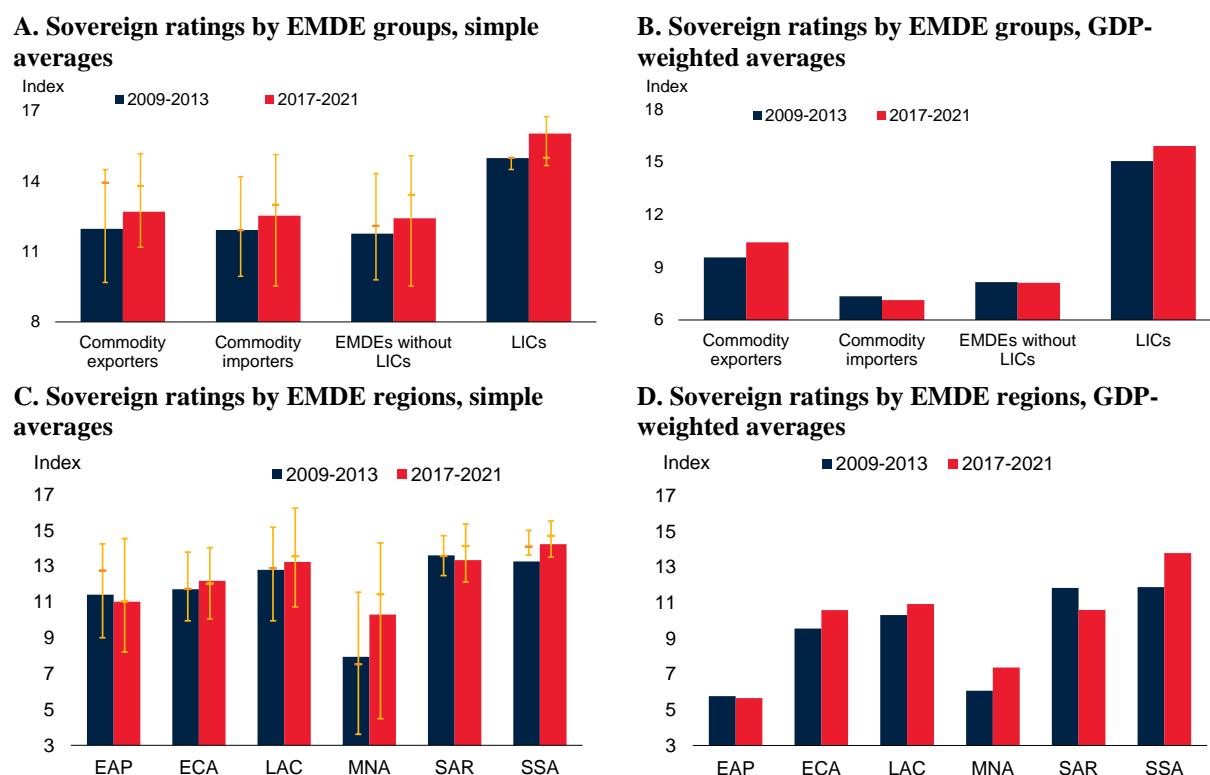 A. Sovereign ratings by EMDE groups, simple
averages
Index
2009-2013 2017-2021
17
14
11
8
Commodity
exporters
Commodity
importers
EMDEs without
LICs
LICs
B. Sovereign ratings by EMDE groups, GDP-
weighted averages
Index
2009-2013 2017-2021
18
15
12
9
6
Commodity
exporters
Commodity
importers
EMDEs without
LICs
LICs
C. Sovereign ratings by EMDE regions, simple
averages
Index
2009-2013 2017-2021
17
15
13
11
9
7
5
3
EAP ECA LAC MNA SAR SSA
D. Sovereign ratings by EMDE regions, GDP-
weighted averages
Index
2009-2013 2017-2021
17
15
13
11
9
7
5
3
EAP ECA LAC MNA SAR SSA